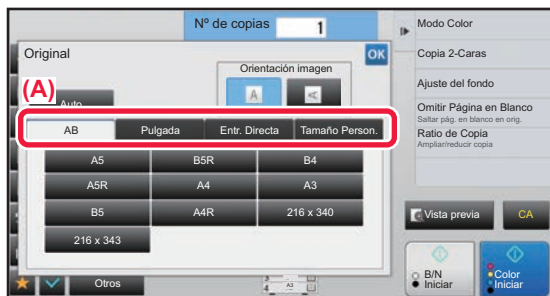 Nº de copias 1
Original
OK
Orientación imagen
(A)
Auto
A
A
AB Pulgada Entr. Directa Tamaño Person.
A5 B5R B4
A5R A4 A3
B5 A4R 216 x 340
216 x 343
Otros
3
4 A3
Modo Color
Copia 2-Caras
Ajuste del fondo
Omitir Página en Blanco
Saltar pág. en blanco en orig.
Ratio de Copia
Ampliar/reducir copia
Vista previa CA
B/N
Iniciar
Color
Iniciar